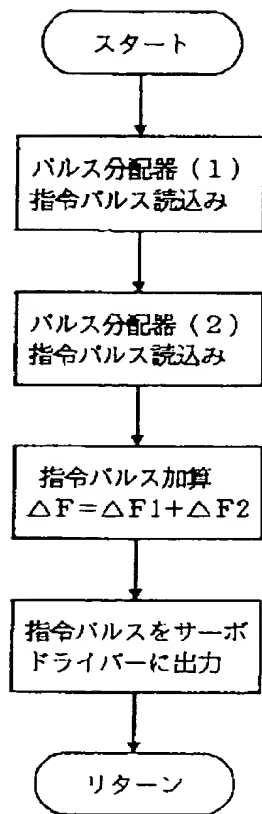 スタート
パルス分配器(1)
指令パルス読込み
パルス分配器(2)
指令パルス読込み
指令パルス加算
△F=△F1+△F2
指令パルスをサーボ
ドライバーに出力
リターン